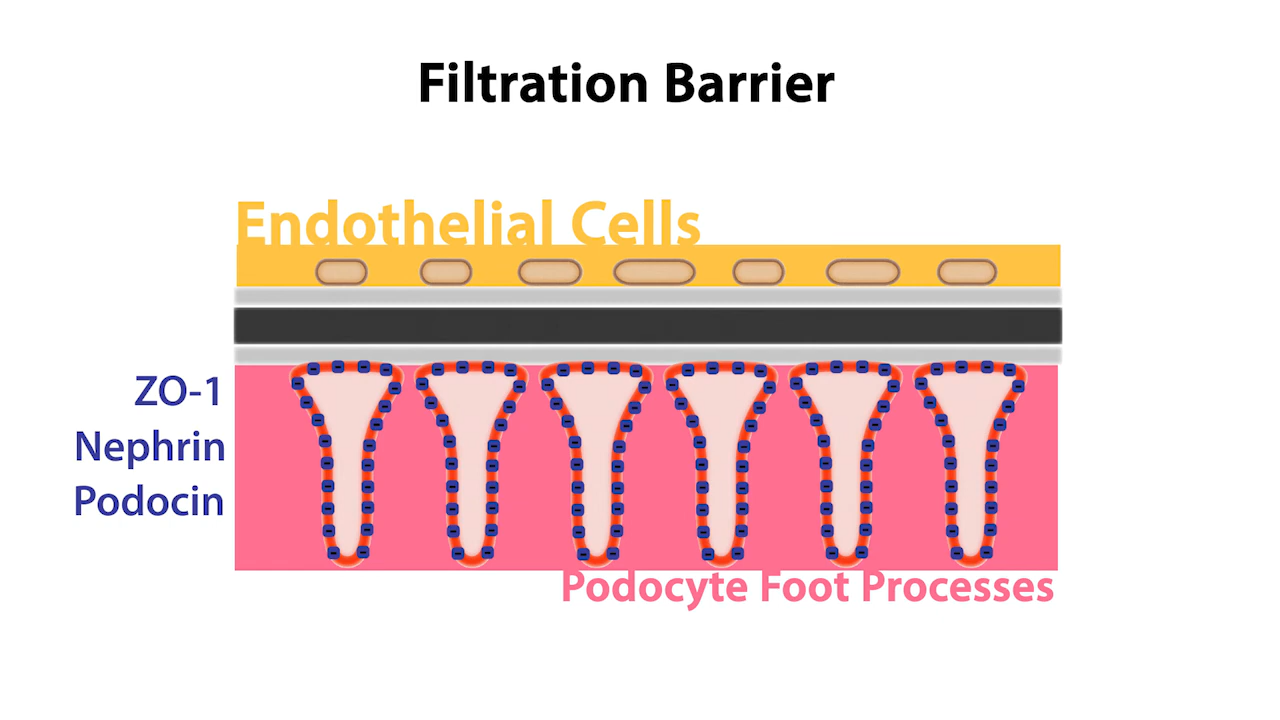 Filtration Barrier
Endothelial Cells
ZO-1
Nephrin
Podocin
Podocyte Foot Processes